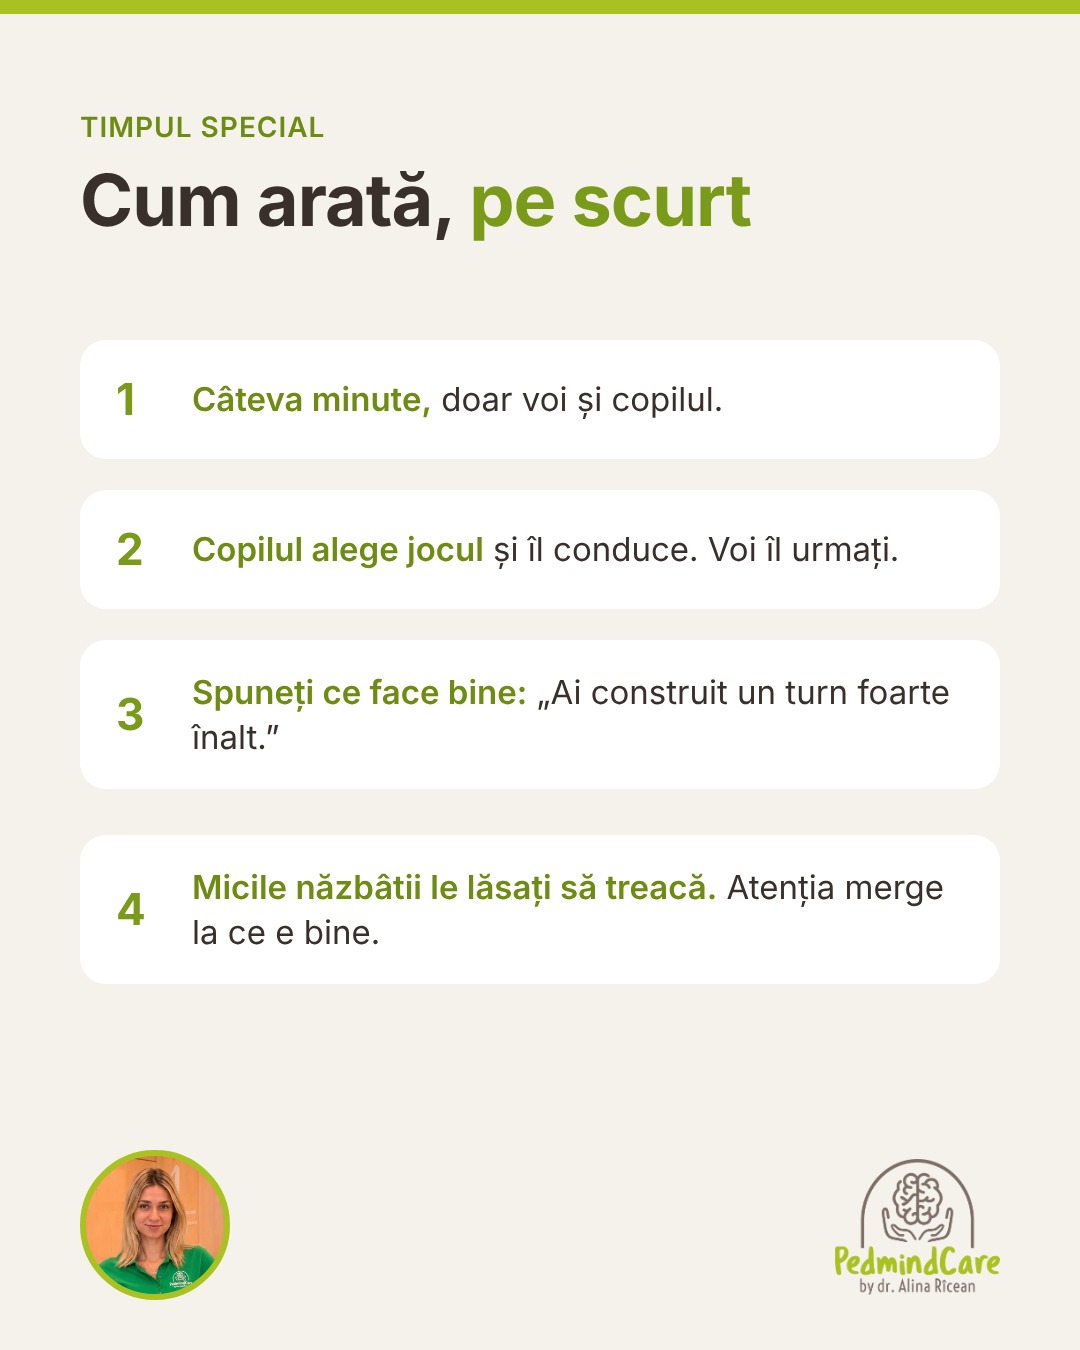 TIMPUL SPECIAL
Cum arată, pe scurt
1 Câteva minute, doar voi și copilul.
2 Copilul alege jocul și îl conduce. Voi îl urmați.
3 Spuneți ce face bine: „Ai construit un turn foarte
înalt.”
4 Micile năzbâtii le lăsați să treacă. Atenția merge
la ce e bine.
PedmindCare
PedmindCare
by dr. Alina Rîcean